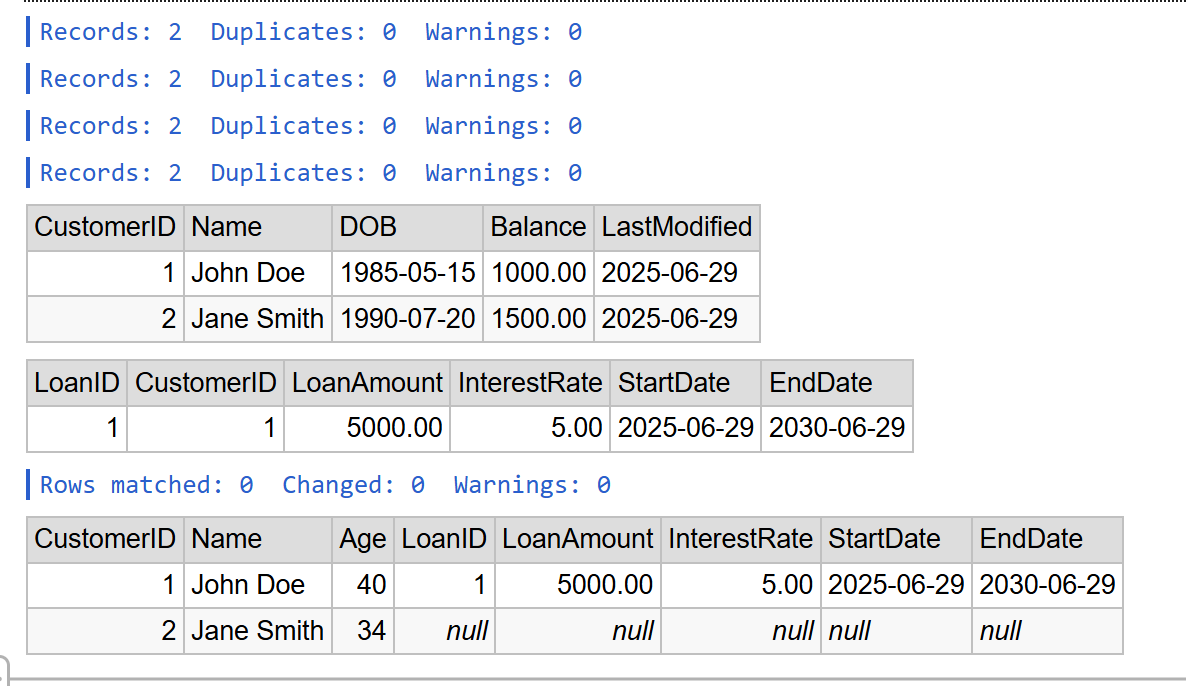 Records: 2  Duplicates: 0  Warnings: 0
Records: 2  Duplicates: 0  Warnings: 0
Records: 2  Duplicates: 0  Warnings: 0
Records: 2  Duplicates: 0  Warnings: 0
CustomerID Name DOB Balance LastModified
1 John Doe 1985-05-15 1000.00 2025-06-29
2 Jane Smith 1990-07-20 1500.00 2025-06-29
LoanID CustomerID LoanAmount InterestRate StartDate EndDate
1 1 5000.00 5.00 2025-06-29 2030-06-29
Rows matched: 0  Changed: 0  Warnings: 0
CustomerID Name Age LoanID LoanAmount InterestRate StartDate EndDate
1 John Doe 40 1 5000.00 5.00 2025-06-29 2030-06-29
2 Jane Smith 34 null null null null null